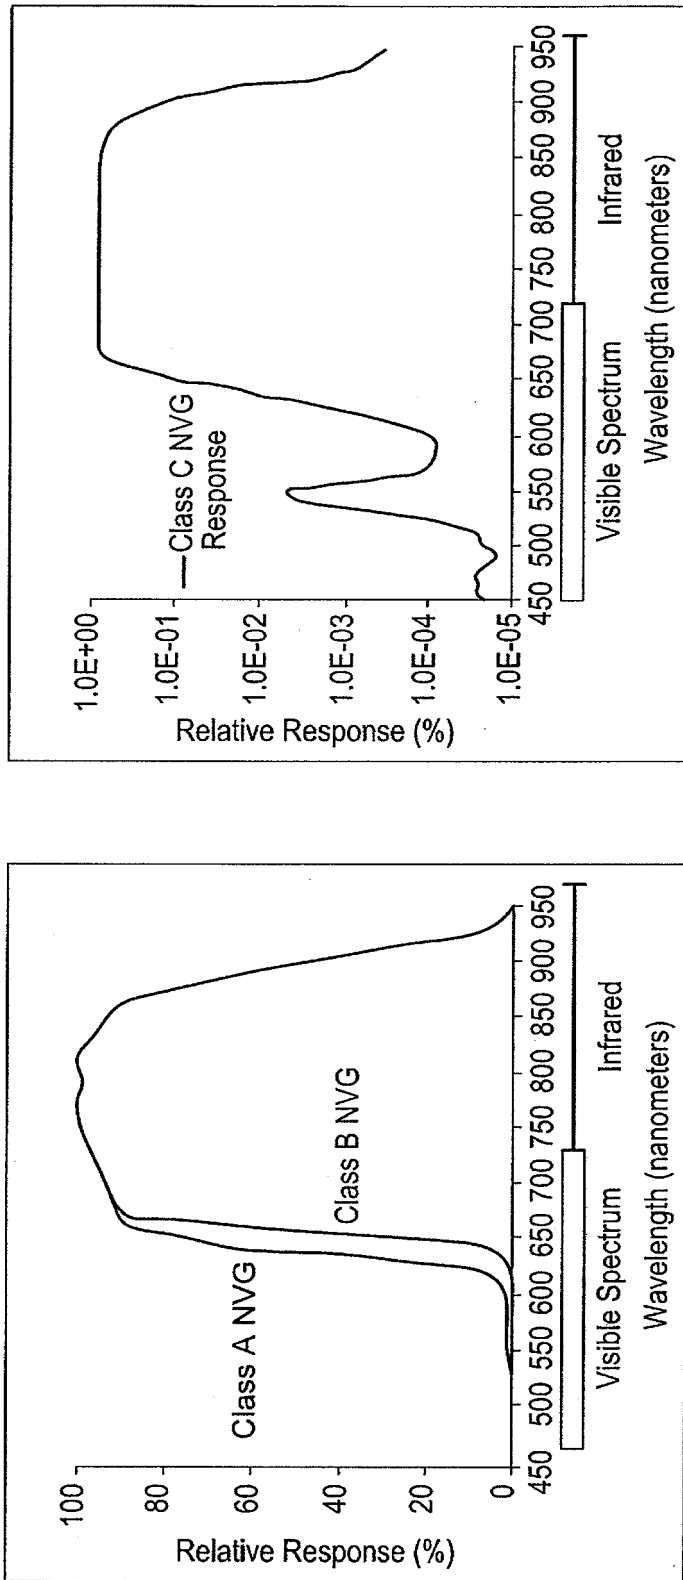 Relative Response (%)
100
80
60
40
20
0
Class A NVG
Class B NVG
450 500 550 600 650 700 750 800 850 900 950
Visible Spectrum Infrared
Wavelength (nanometers)
Relative Response (%)
1.0E+00
1.0E-01
1.0E-02
1.0E-03
1.0E-04
1.0E-05
Class C NVG
Response
450 500 550 600 650 700 750 800 850 900 950
Visible Spectrum Infrared
Wavelength (nanometers)